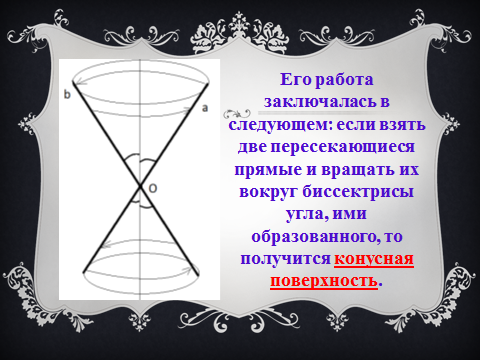 b
a
O
Его работа
заключалась в
следующем: если взять
две пересекающиеся
прямые и вращать их
вокруг биссектрисы
угла, ими
образованного, то
получится конусная
поверхность.